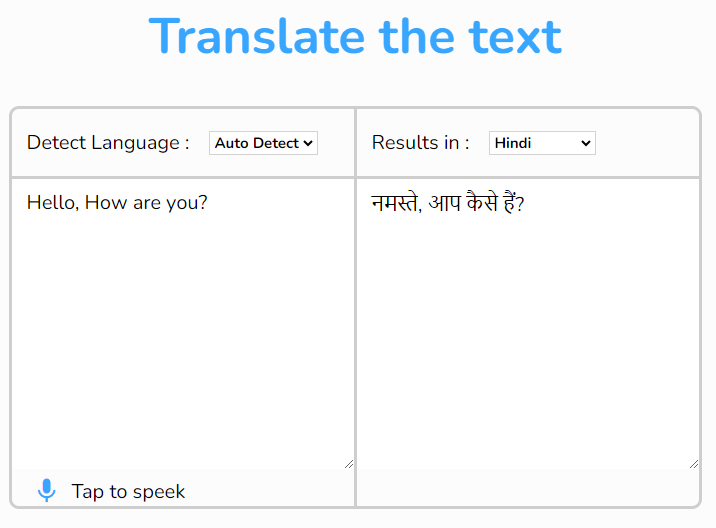 Translate the text
Detect Language : Auto Detect
Results in : Hindi
Hello, How are you?
नमस्ते, आप कैसे हैं?
Tap to speek